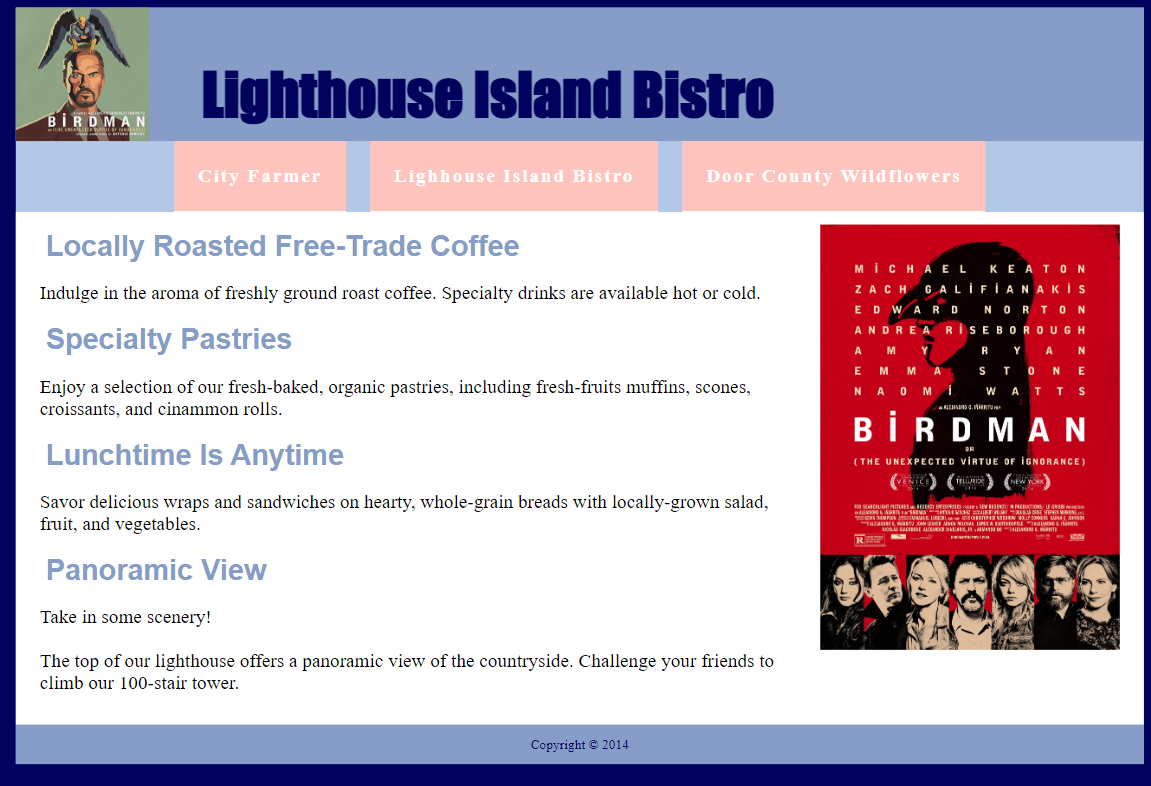 BiRDMAN
(THE UNEXPECTED VIRTUE OF IGNORANCE)
Lighthouse Island Bistro
City Farmer
Lighhouse Island Bistro
Door County Wildflowers
Locally Roasted Free-Trade Coffee
Indulge in the aroma of freshly ground roast coffee. Specialty drinks are available hot or cold.
Specialty Pastries
Enjoy a selection of our fresh-baked, organic pastries, including fresh-fruits muffins, scones,
croissants, and cinammon rolls.
Lunchtime Is Anytime
Savor delicious wraps and sandwiches on hearty, whole-grain breads with locally-grown salad,
fruit, and vegetables.
Panoramic View
Take in some scenery!
The top of our lighthouse offers a panoramic view of the countryside. Challenge your friends to
climb our 100-stair tower.
MiCHAEL KEATON
ZACH GALiFiANAKiS
EDWARD NORTON
ANDREA RiSEBOROUGH
AMY RYAN
EMMA STONE
NAOMi WATTS
BiRDMAN
OR
(THE UNEXPECTED ViRTUE OF iGNORANCE)
VENICE TELLURIDE NEW YORK
R
Copyright © 2014